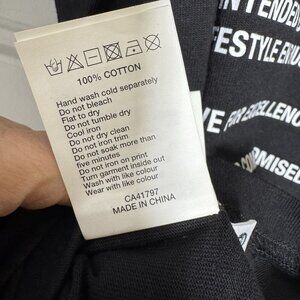 100% COTTON
Hand wash cold separately
Do not bleach
Flat to dry
Do not tumble dry
Cool iron
Do not dry clean
Do not iron trim
Do not soak more than
five minutes
Do not iron on print
Turn garment inside out
Wash with like colour
Wear with like colour
CA41797
MADE IN CHINA
FOR